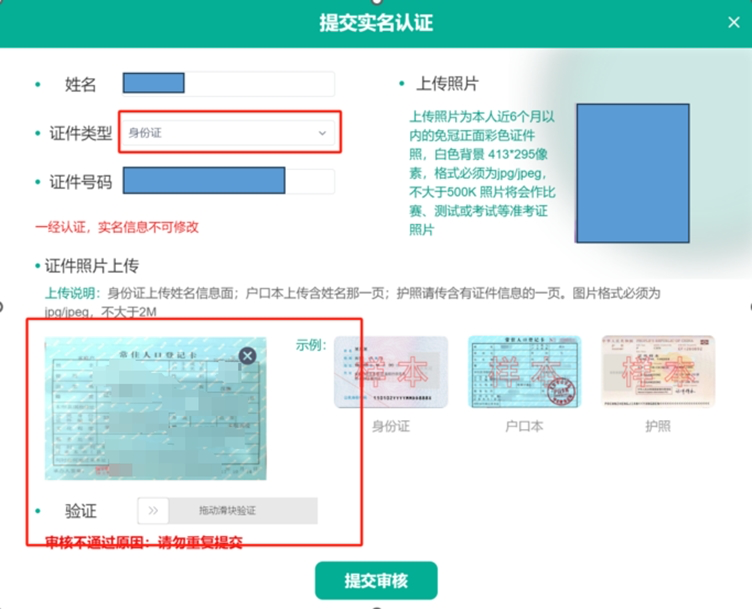 提交实名认证
姓名
证件类型
身份证
证件号码
一经认证，实名信息不可修改
上传照片
上传照片为本人近6个月以
内的免冠正面彩色证件
照，白色背景 413*295像
素，格式必须为jpg/jpeg，
不大于500K 照片将会作比
赛、测试或考试等准考证
照片
证件照片上传
上传说明：身份证上传姓名信息面；户口本上传含姓名那一页；护照请传含有证件信息的一页。图片格式必须为
jpg/jpeg，不大于2M
常住人口登记卡
示例：
样本
样本
样本
身份证
户口本
护照
验证
拖动滑块验证
审核不通过原因：请勿重复提交
提交审核